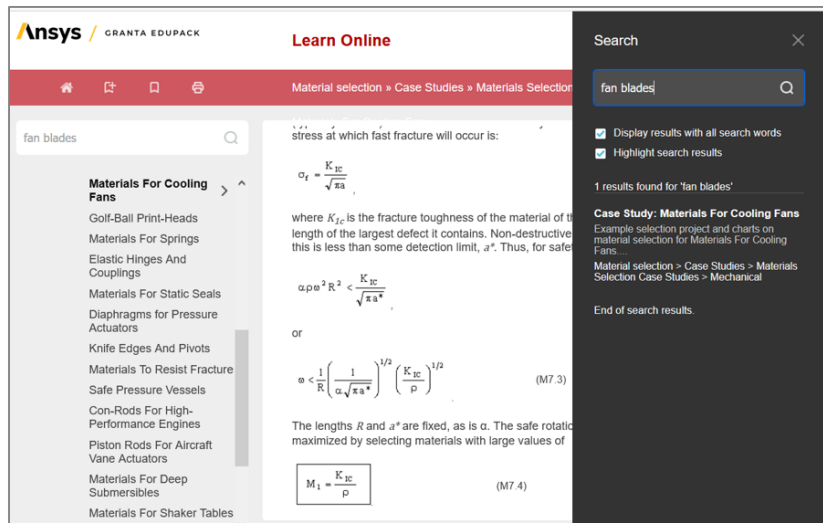 Ansys / GRANTA EDUPACK
Learn Online
Material selection » Case Studies » Materials Selection
fan blades
Materials For Cooling
Fans
Golf-Ball Print-Heads
Materials For Springs
Elastic Hinges And
Couplings
Materials For Static Seals
Diaphragms for Pressure
Actuators
Knife Edges And Pivots
Materials To Resist Fracture
Safe Pressure Vessels
Con-Rods For High-
Performance Engines
Piston Rods For Aircraft
Vane Actuators
Materials For Deep
Submersibles
Materials For Shaker Tables
stress at which fast fracture will occur is:
σf = K IC / √πa ,
where K1c is the fracture toughness of the material of th
length of the largest defect it contains. Non-destructive
this is less than some detection limit, a*. Thus, for safet
αρω² R² < K IC / √πa* ,
or
ω < 1/R (1 / α√πa*)^1/2 (K IC / ρ)^1/2 (M7.3)
The lengths R and a* are fixed, as is α. The safe rotatio
maximized by selecting materials with large values of
M1 = K IC / ρ (M7.4)
Search
fan blades
Display results with all search words
Highlight search results
1 results found for 'fan blades'
Case Study: Materials For Cooling Fans
Example selection project and charts on
material selection for Materials For Cooling
Fans....
Material selection > Case Studies > Materials
Selection Case Studies > Mechanical
End of search results.